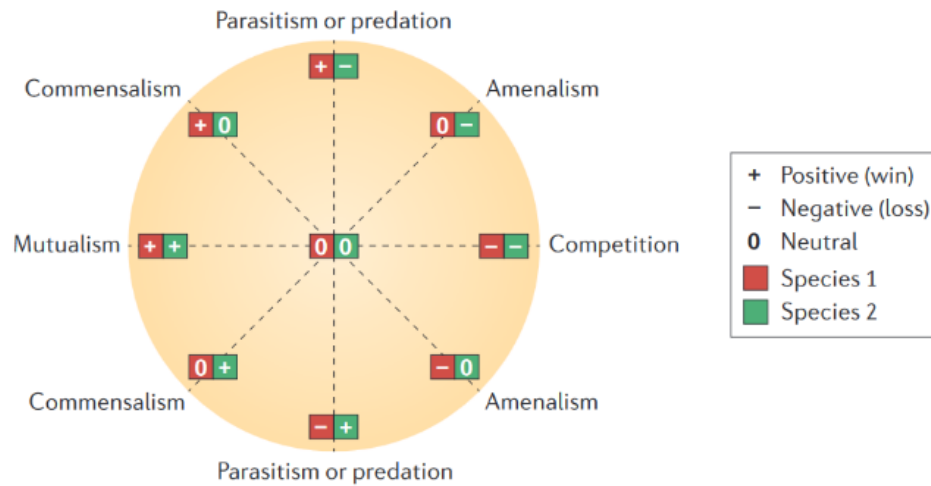 Parasitism or predation
+ −
Commensalism
Amenalism
+ 0
0 −
Mutualism
+ +
0 0
− −
Competition
0 +
− 0
Commensalism
Amenalism
− +
Parasitism or predation
+ Positive (win)
− Negative (loss)
0 Neutral
Species 1
Species 2